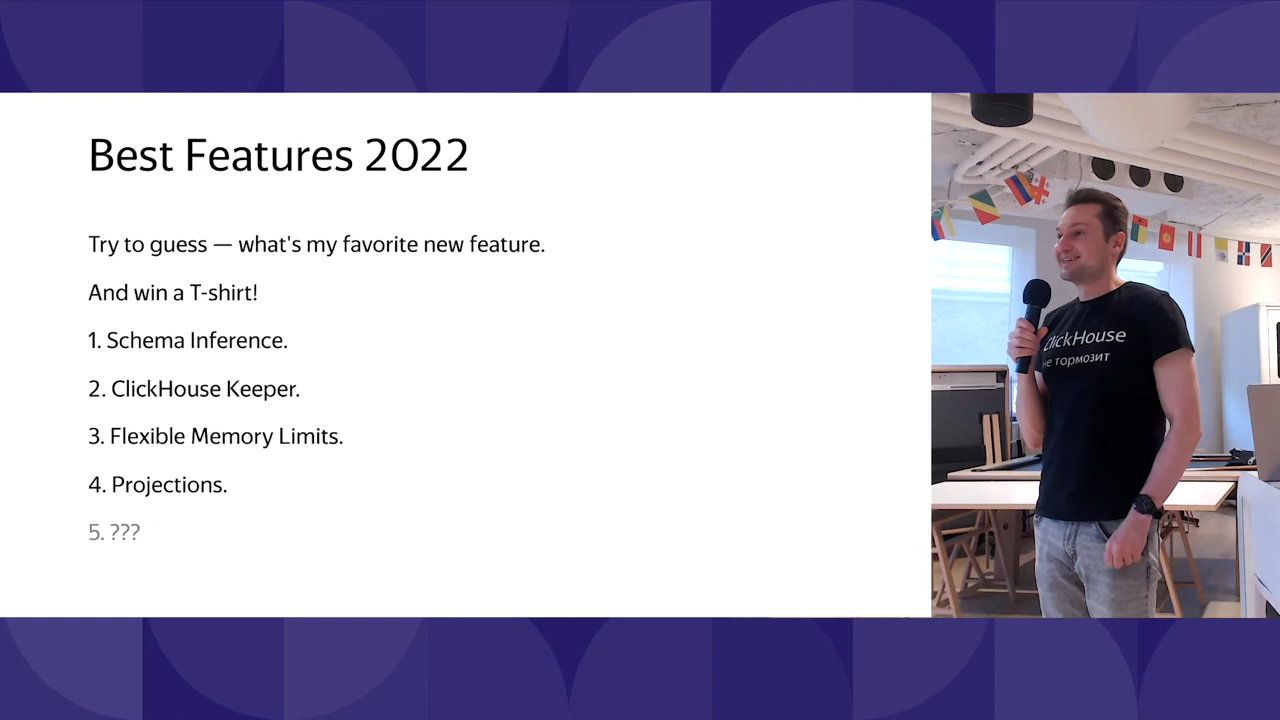 Best Features 2022
Try to guess — what's my favorite new feature.
And win a T-shirt!
1. Schema Inference.
2. ClickHouse Keeper.
3. Flexible Memory Limits.
4. Projections.
5. ???
ClickHouse
не тормозит